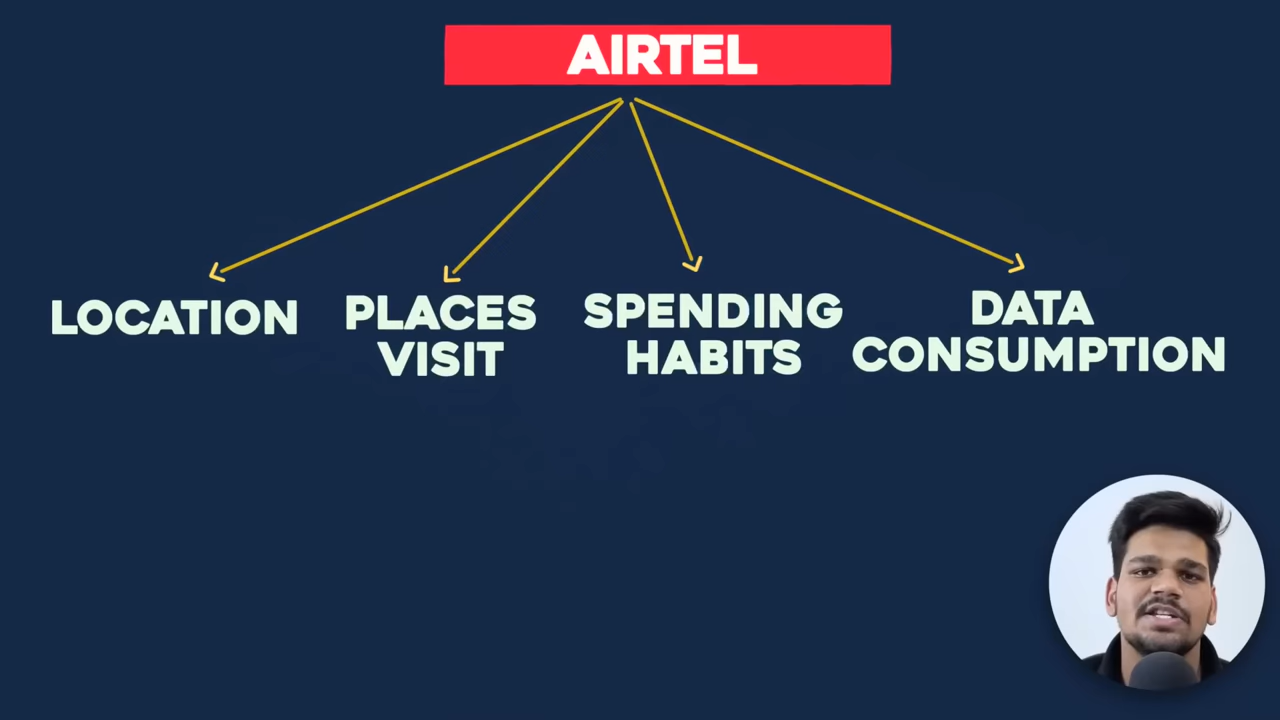 AIRTEL
LOCATION
PLACES
VISIT
SPENDING
HABITS
DATA
CONSUMPTION